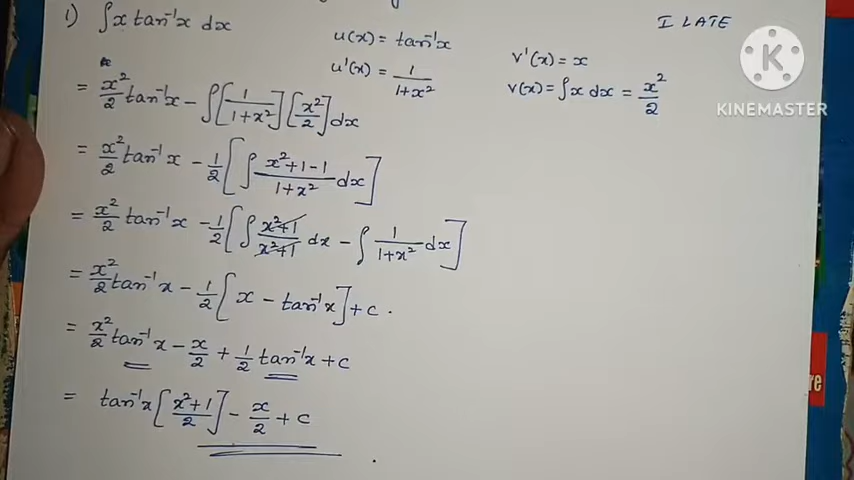 1) ∫x tan⁻¹x dx
I LATE
u(x) = tan⁻¹x
v'(x) = x
u'(x) = 1/(1+x²)
v(x) = ∫x dx = x²/2
KINEMASTER
= x²/2 tan⁻¹x - ∫[1/(1+x²)] [x²/2] dx
= x²/2 tan⁻¹x - 1/2 [∫ (x²+1-1)/(1+x²) dx]
= x²/2 tan⁻¹x - 1/2 [∫ (x²+1)/(x²+1) dx - ∫ 1/(1+x²) dx]
= x²/2 tan⁻¹x - 1/2 [x - tan⁻¹x] + c.
= x²/2 tan⁻¹x - x/2 + 1/2 tan⁻¹x + c
= tan⁻¹x [(x²+1)/2] - x/2 + c